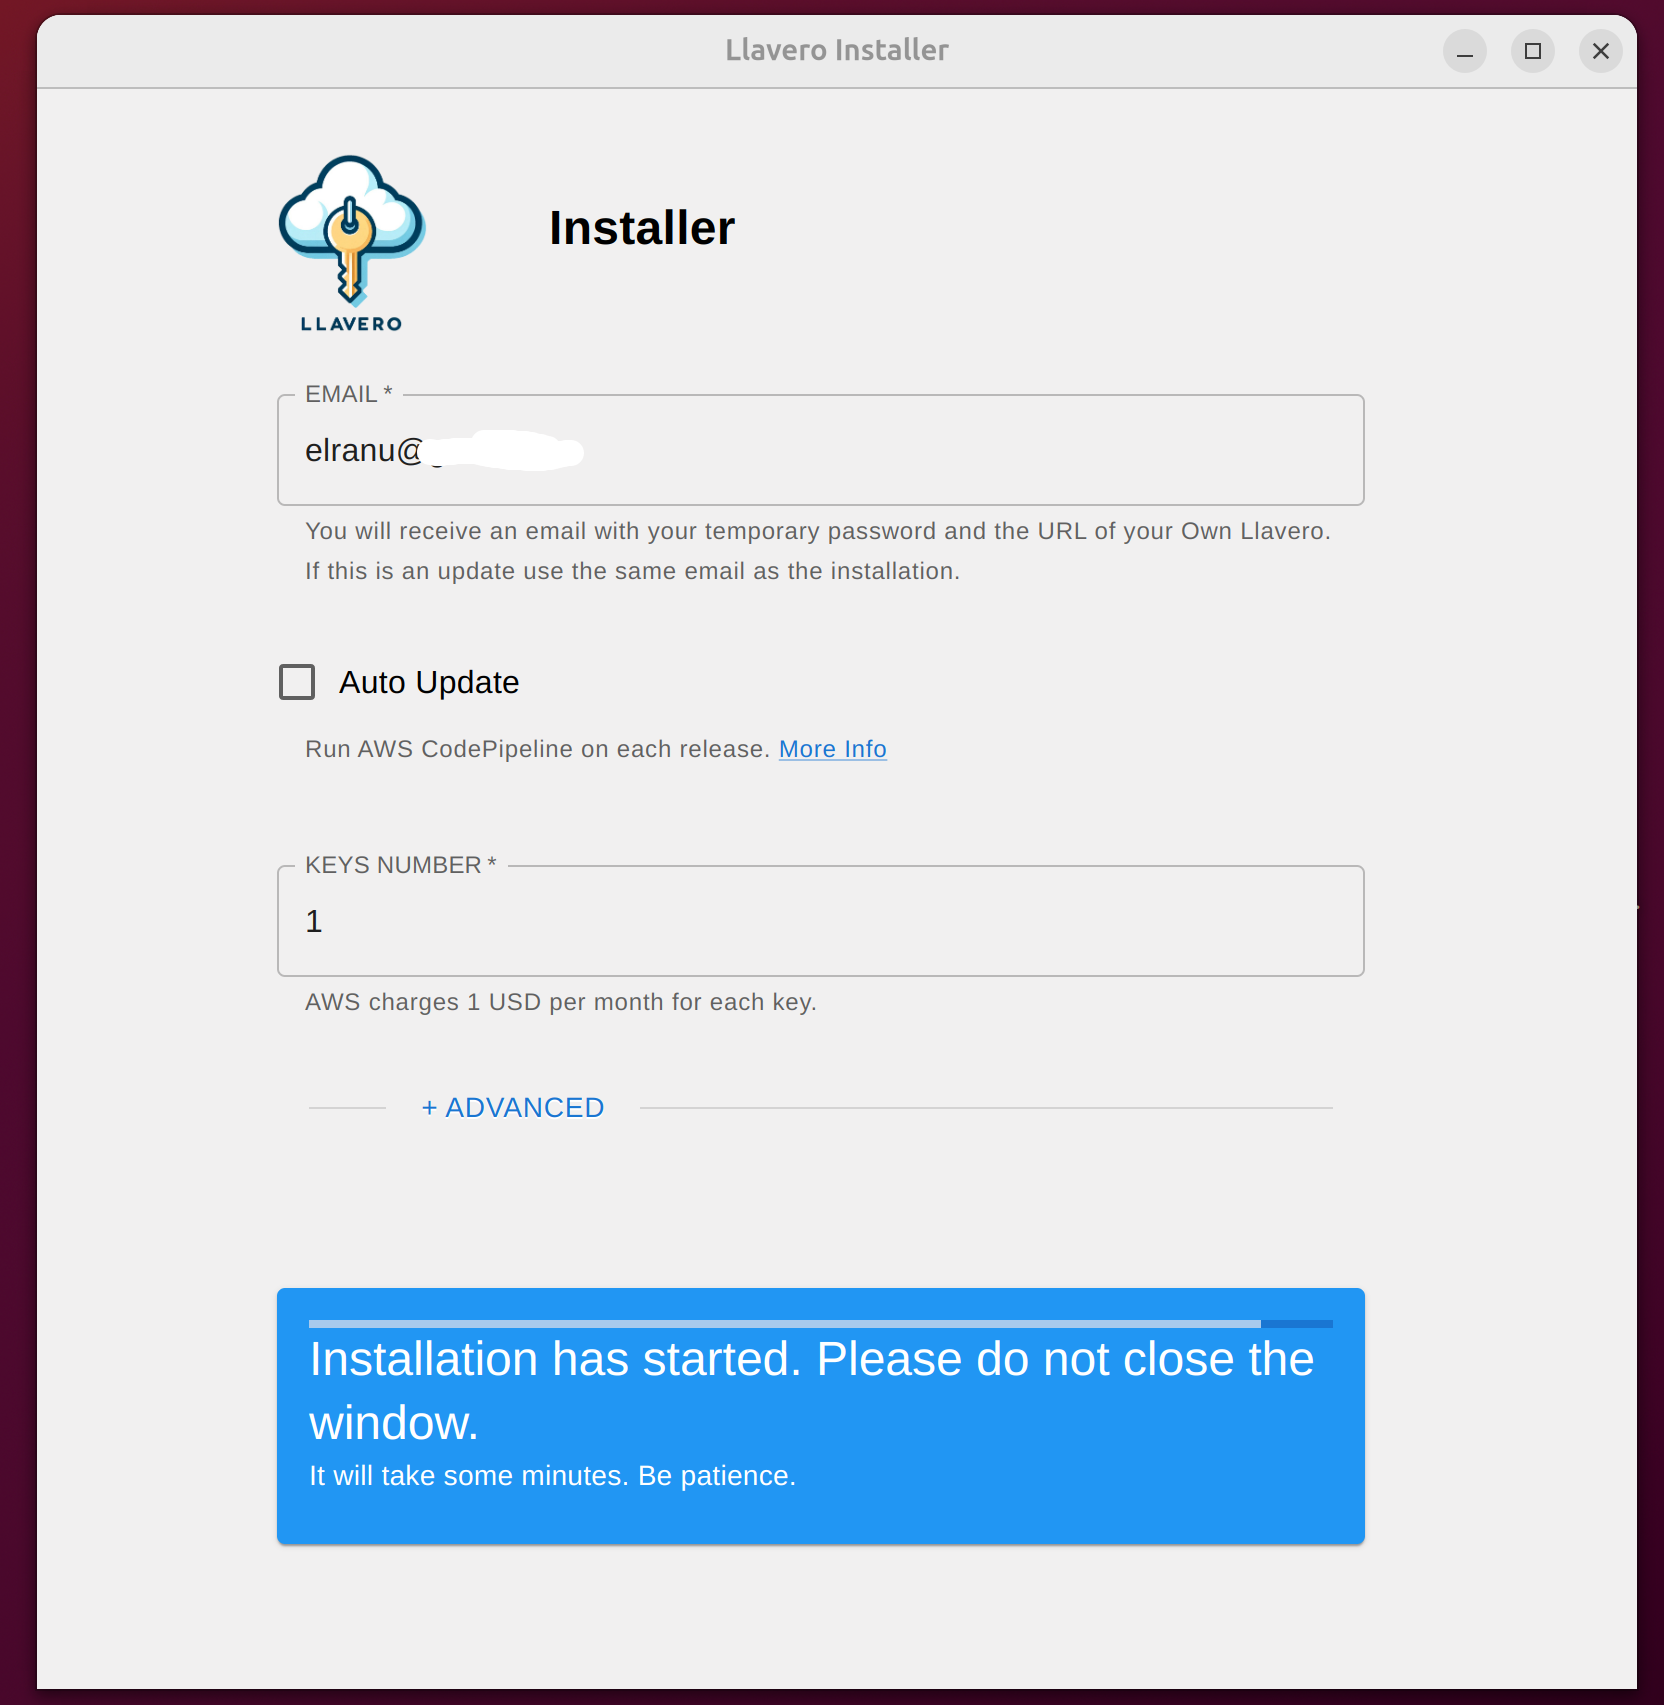 Llavero Installer
LLAVERO
Installer
EMAIL *
elranu@
You will receive an email with your temporary password and the URL of your Own Llavero.
If this is an update use the same email as the installation.
Auto Update
Run AWS CodePipeline on each release. More Info
KEYS NUMBER *
1
AWS charges 1 USD per month for each key.
+ ADVANCED
Installation has started. Please do not close the
window.
It will take some minutes. Be patience.